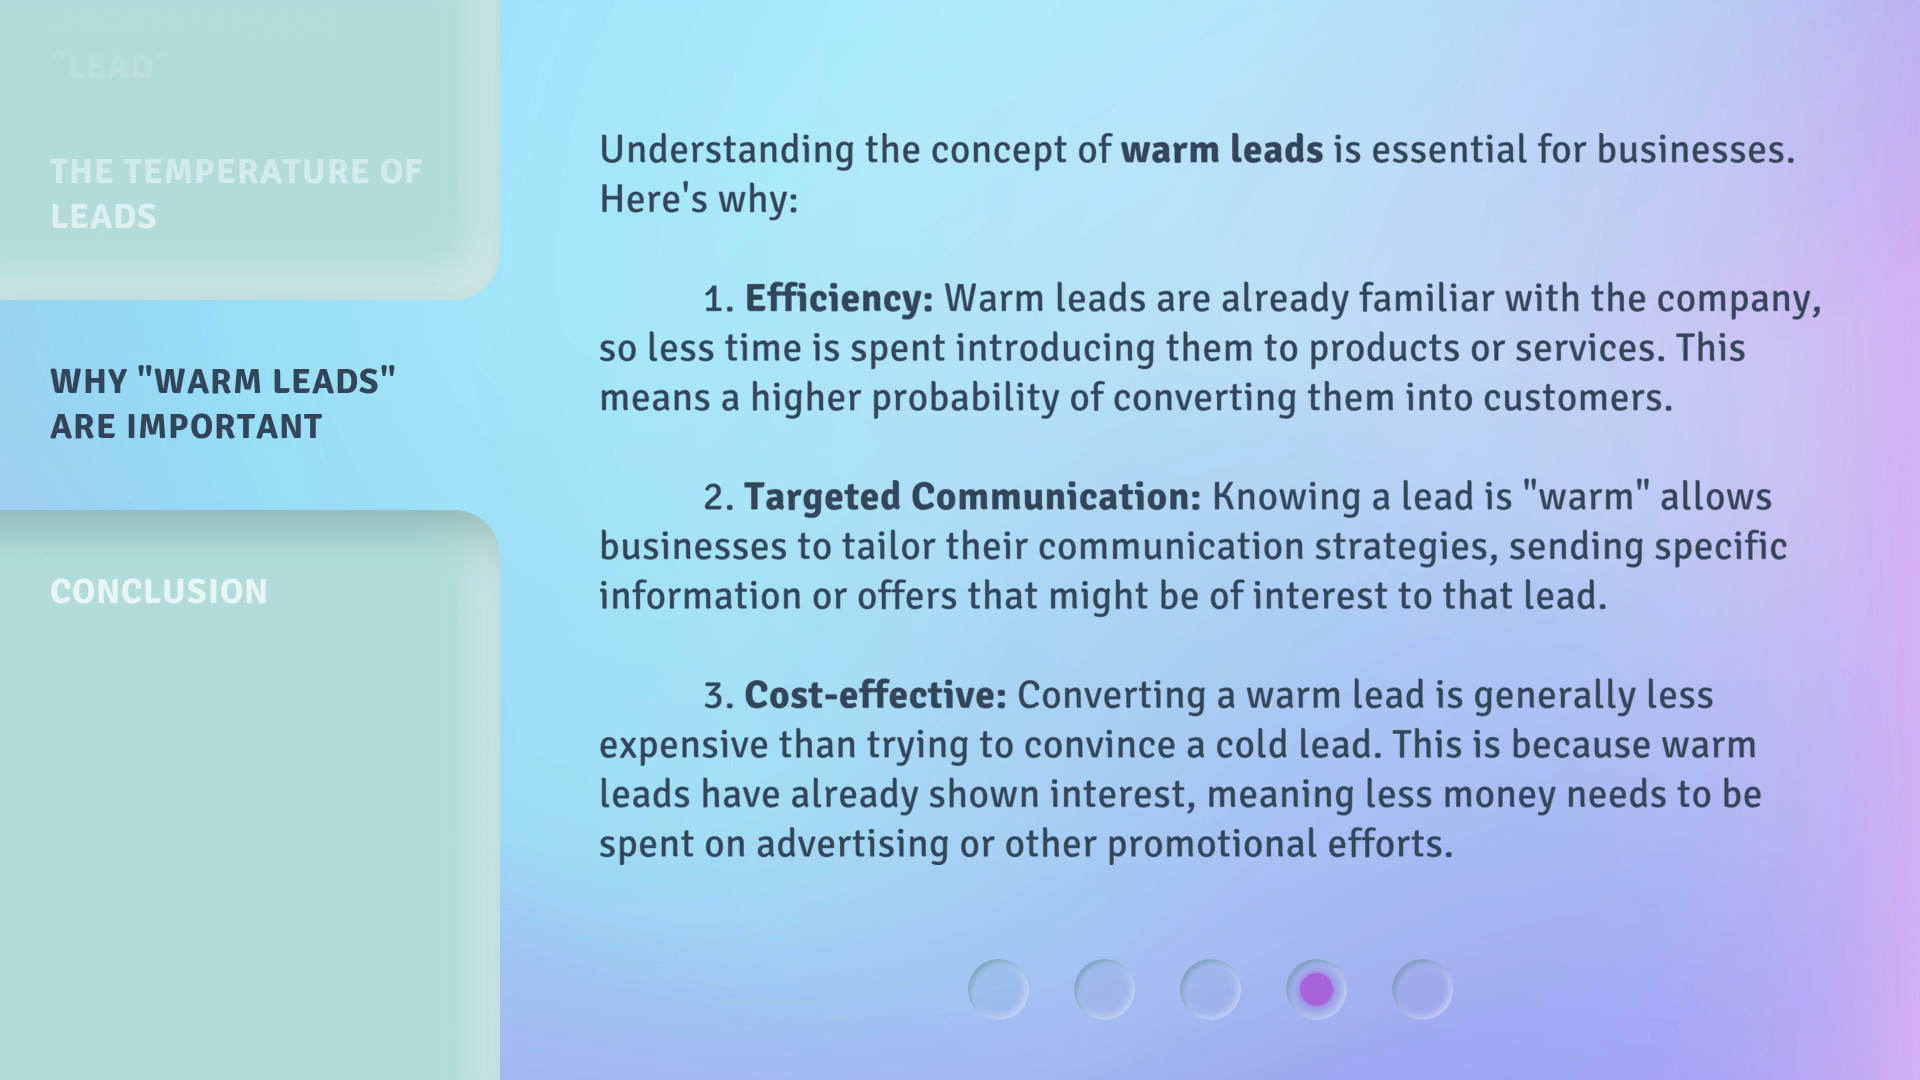 "LEAD"
THE TEMPERATURE OF
LEADS
WHY "WARM LEADS"
ARE IMPORTANT
CONCLUSION
Understanding the concept of warm leads is essential for businesses.
Here's why:
1. Efficiency: Warm leads are already familiar with the company,
so less time is spent introducing them to products or services. This
means a higher probability of converting them into customers.
2. Targeted Communication: Knowing a lead is "warm" allows
businesses to tailor their communication strategies, sending specific
information or offers that might be of interest to that lead.
3. Cost-effective: Converting a warm lead is generally less
expensive than trying to convince a cold lead. This is because warm
leads have already shown interest, meaning less money needs to be
spent on advertising or other promotional efforts.